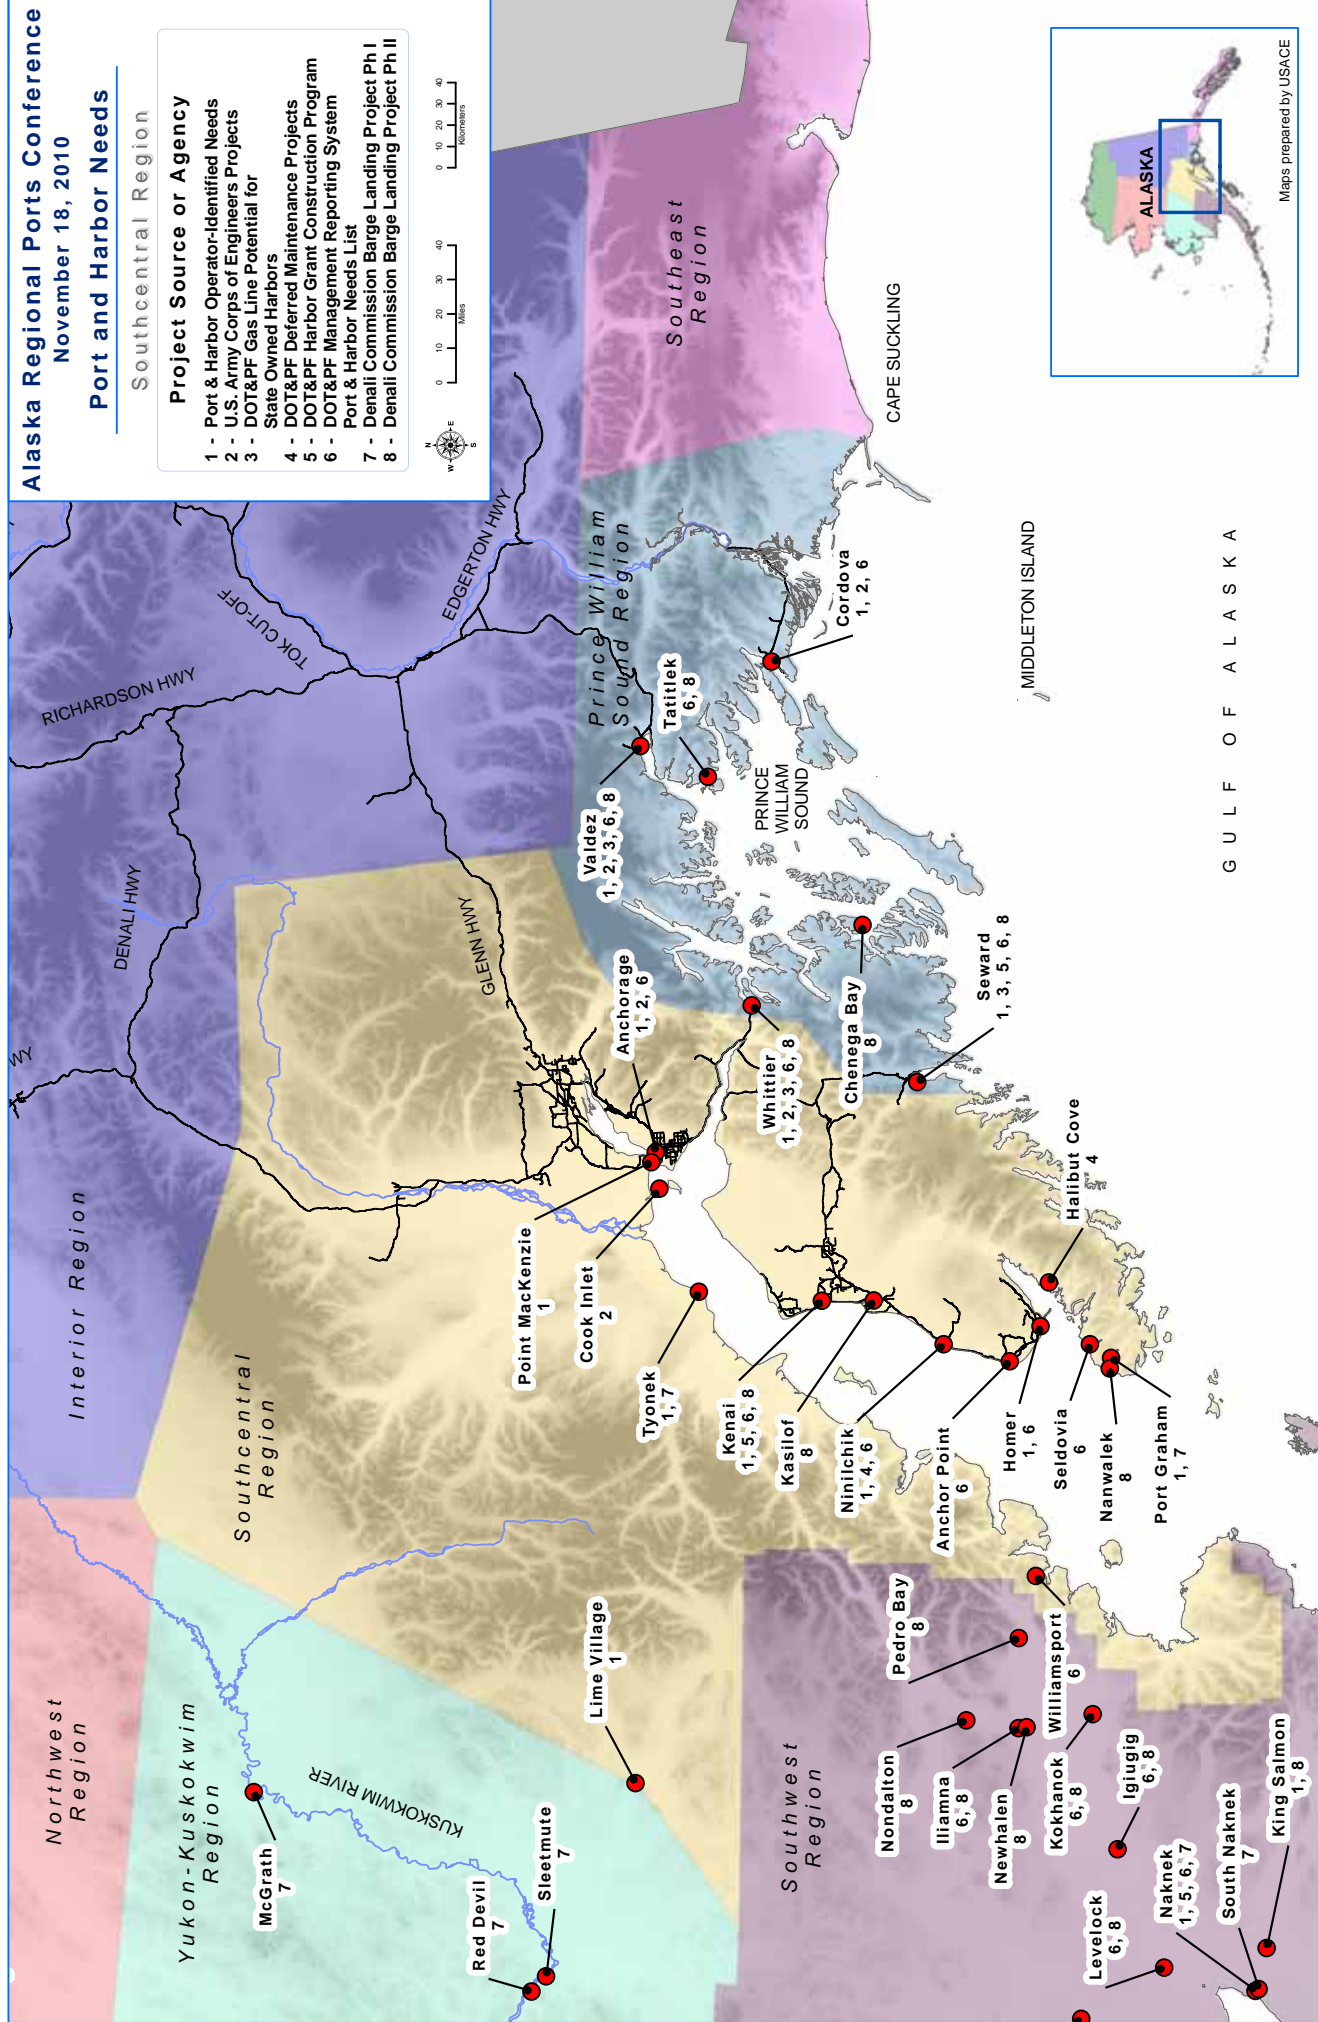 Alaska Regional Ports Conference
November 18, 2010
Port and Harbor Needs
Southcentral Region
Project Source or Agency
1 - Port & Harbor Operator-Identified Needs
2 - U.S. Army Corps of Engineers Projects
3 - DOT&PF Gas Line Potential for
State Owned Harbors
4 - DOT&PF Deferred Maintenance Projects
5 - DOT&PF Harbor Grant Construction Program
6 - DOT&PF Management Reporting System
Port & Harbor Needs List
7 - Denali Commission Barge Landing Project Ph I
8 - Denali Commission Barge Landing Project Ph II
N
W
E
S
0 10 20 30 40
Miles
0 10 20 30 40
Kilometers
Northwest
Region
Interior Region
Yukon-Kuskokwim
Region
Southcentral
Region
Southwest
Region
Prince William
Sound Region
Southeast
Region
WY
DENALI HWY
RICHARDSON HWY
TOK CUT-OFF
EDGERTON HWY
GLENN HWY
KUSKOKWIM RIVER
McGrath
7
Red Devil
7
Sleetmute
7
Lime Village
1
Point MacKenzie
1
Cook Inlet
2
Tyonek
1, 7
Anchorage
1, 2, 6
Valdez
1, 2, 3, 6, 8
Tatitlek
6, 8
Cordova
1, 2, 6
Whittier
1, 2, 3, 6, 8
Chenega Bay
8
Seward
1, 3, 5, 6, 8
Kenai
1, 5, 6, 8
Kasilof
8
Ninilchik
1, 4, 6
Anchor Point
6
Homer
1, 6
Halibut Cove
4
Seldovia
6
Nanwalek
8
Port Graham
1, 7
Pedro Bay
8
Nondalton
8
Iliamna
6, 8
Newhalen
8
Williamsport
6
Kokhanok
6, 8
Igiugig
6, 8
Levelock
6, 8
Naknek
1, 5, 6, 7
South Naknek
7
King Salmon
1, 8
PRINCE
WILLIAM
SOUND
CAPE SUCKLING
MIDDLETON ISLAND
GULF OF ALASKA
ALASKA
Maps prepared by USACE